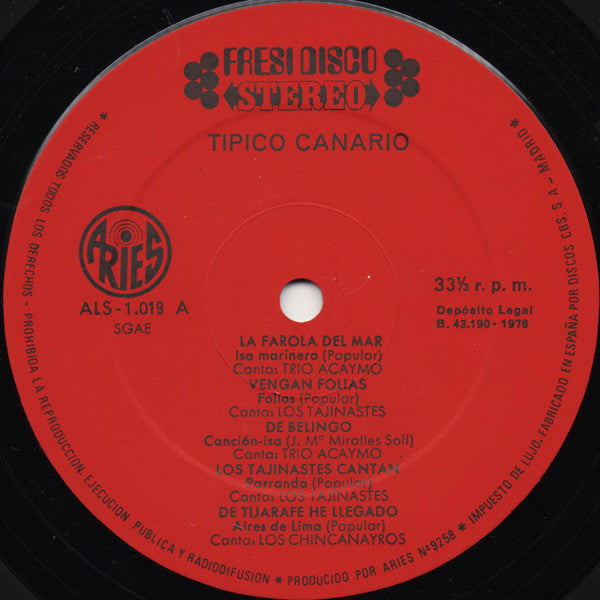 FRESI DISCO
STEREO
TIPICO CANARIO
ARIES
ALS-1.019 A
SGAE
33⅓ r. p. m.
Depósito Legal
B. 43.190-1976
LA FAROLA DEL MAR
Isa marinera (Popular)
Canta: TRIO ACAYMO
VENGAN FOLIAS
Folías (Popular)
Canta: LOS TAJINASTES
DE BELINGO
Canción-isa (J. Mª Miralles Soll)
Canta: TRIO ACAYMO
LOS TAJINASTES CANTAN
Parranda (Popular)
Canta: LOS TAJINASTES
DE TIJARAFE HE LLEGADO
Aires de Lima (Popular)
Canta: LOS CHINCANAYROS
* RESERVADOS TODOS LOS DERECHOS - PROHIBIDA LA REPRODUCCION, EJECUCION PUBLICA Y RADIODIFUSION * PRODUCIDO POR ARIES Nº 9258 * IMPUESTO DE LUJO. FABRICADO EN ESPAÑA POR DISCOS CBS. S A - MADRID *